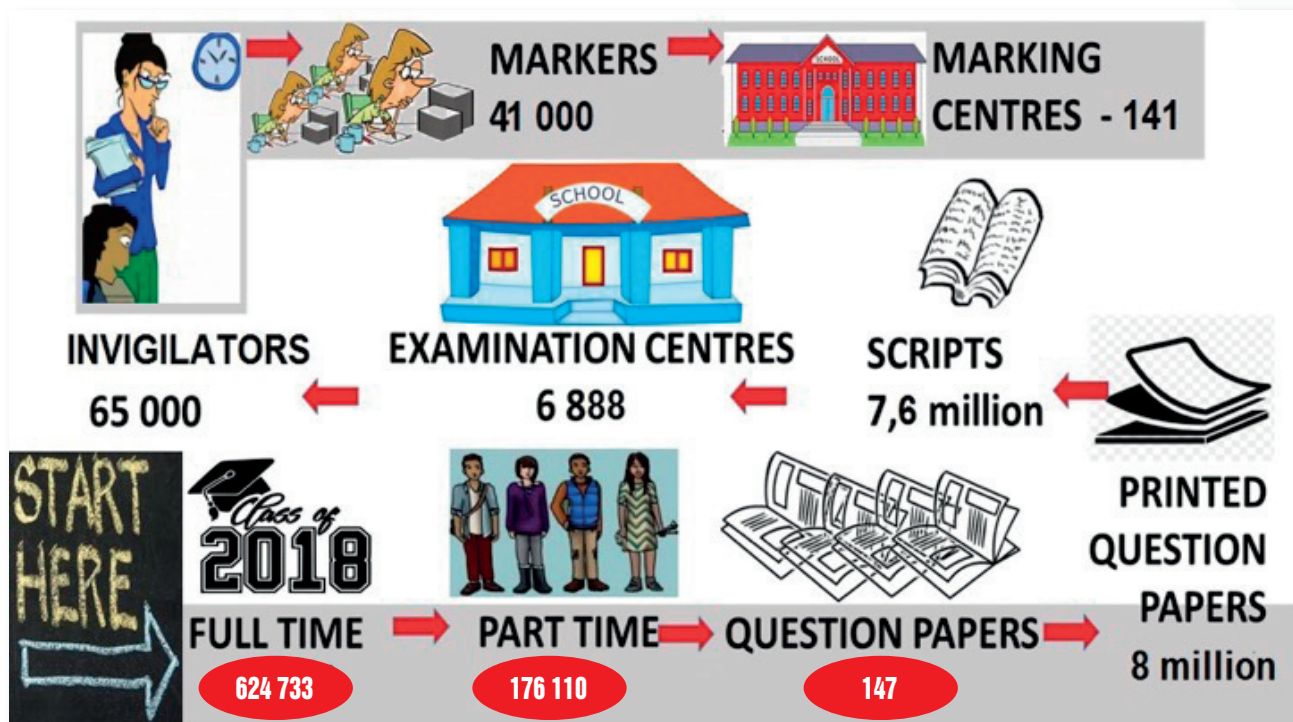 MARKERS
41 000
SCHOOL
MARKING
CENTRES - 141
SCHOOL
INVIGILATORS
65 000
EXAMINATION CENTRES
6 888
SCRIPTS
7,6 million
START
HERE
Class of
2018
FULL TIME
624 733
PART TIME
176 110
QUESTION PAPERS
147
PRINTED
QUESTION
PAPERS
8 million